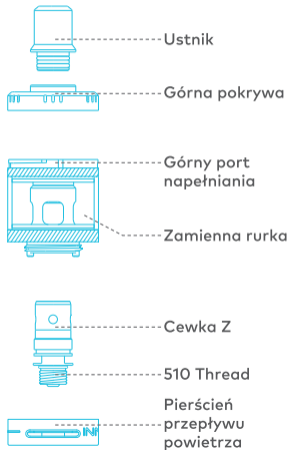 Ustnik
Górna pokrywa
Górny port
napełniania
Zamienna rurka
Cewka Z
510 Thread
Pierścień
przepływu
powietrza